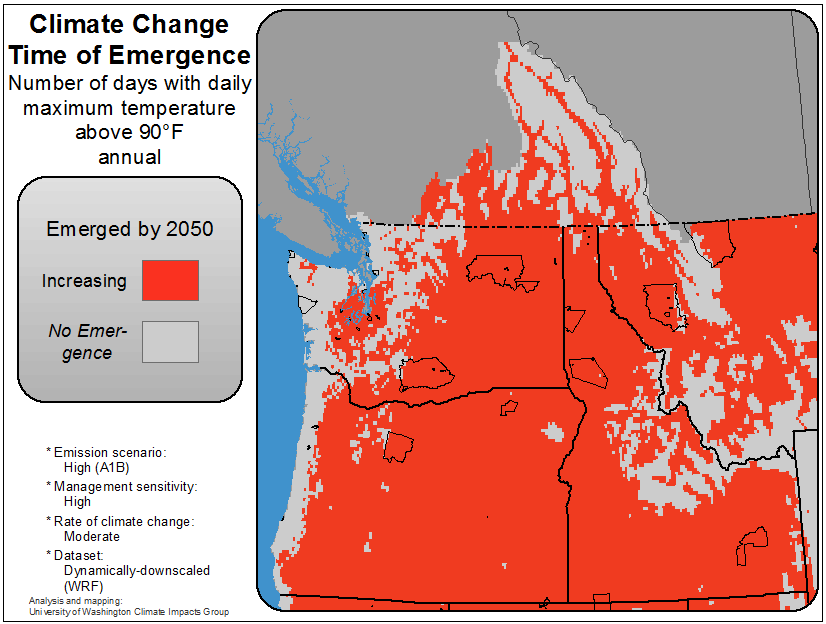 Climate Change
Time of Emergence
Number of days with daily
maximum temperature
above 90°F
annual
Emerged by 2050
Increasing
No Emer-
gence
* Emission scenario:
High (A1B)
* Management sensitivity:
High
* Rate of climate change:
Moderate
* Dataset:
Dynamically-downscaled
(WRF)
Analysis and mapping:
University of Washington Climate Impacts Group